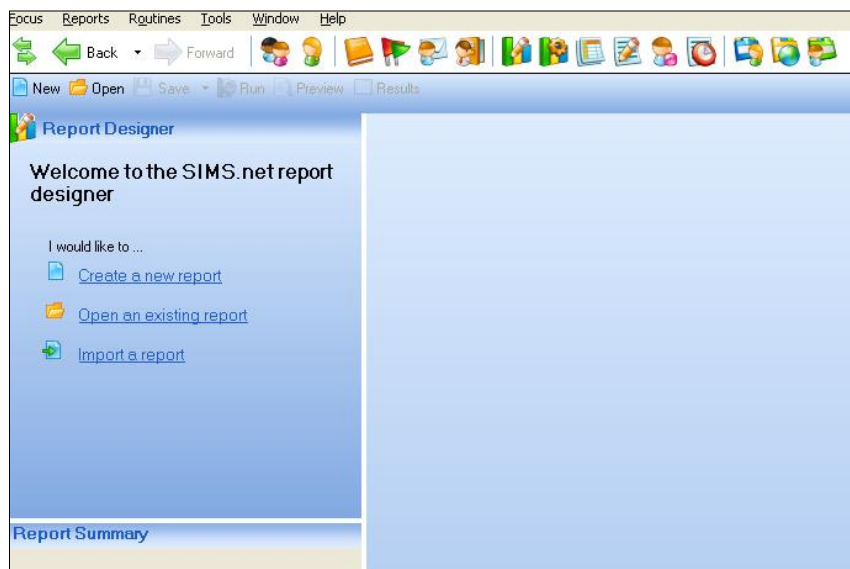 Focus Reports Routines Tools Window Help
Back Forward
New Open Save Run Preview Results
Report Designer
Welcome to the SIMS.net report
designer
I would like to ...
Create a new report
Open an existing report
Import a report
Report Summary